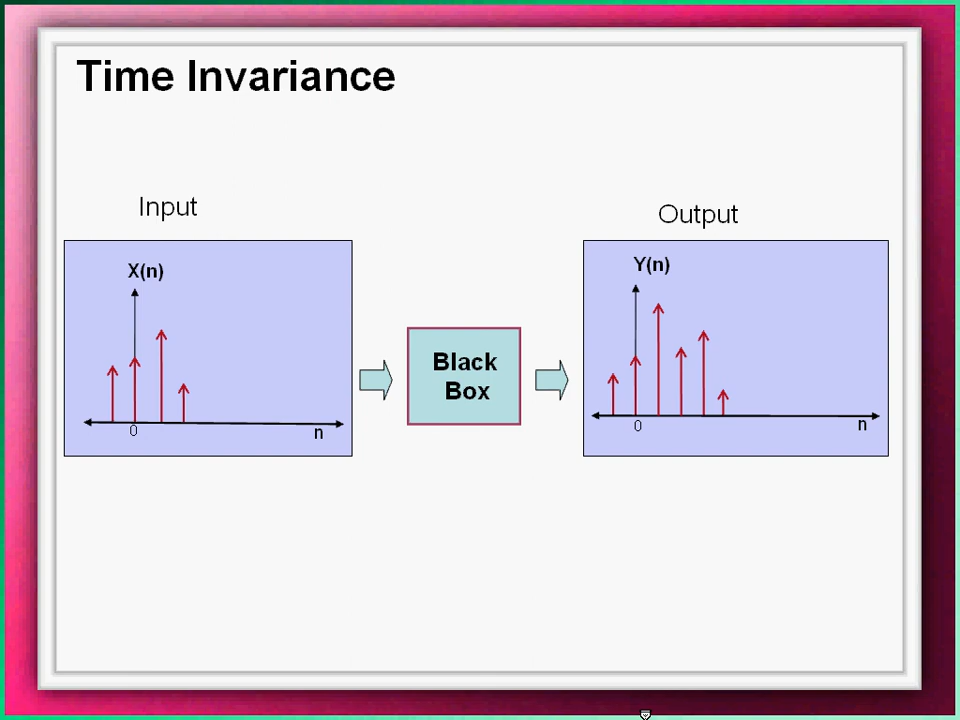 Time Invariance
Input
Output
X(n)
0
n
Black
Box
Y(n)
0
n